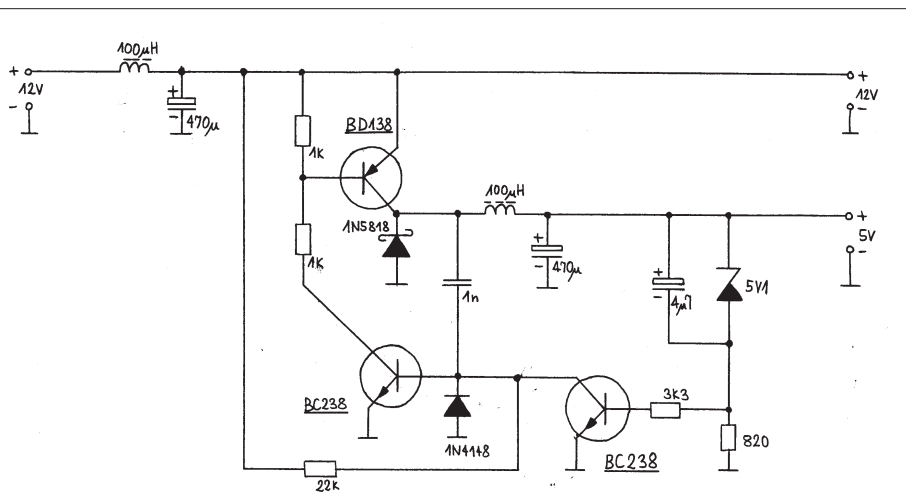 100µH
+
12V
-
+
-
470µ
1K
BD138
+
12V
-
1K
1N5818
100µH
+
-
470µ
+
5V
-
+
-
4µ7
5V1
1n
BC238
1N4148
3K3
820
BC238
22K